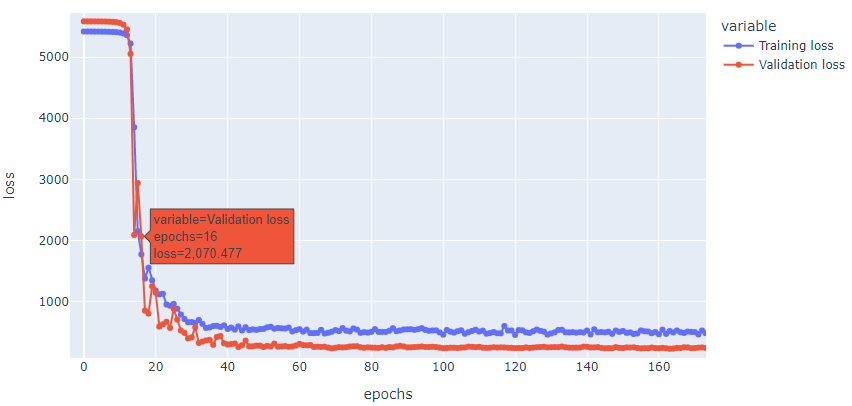 variable
Training loss
Validation loss
loss
5000
4000
3000
2000
1000
variable=Validation loss
epochs=16
loss=2,070.477
0 20 40 60 80 100 120 140 160
epochs